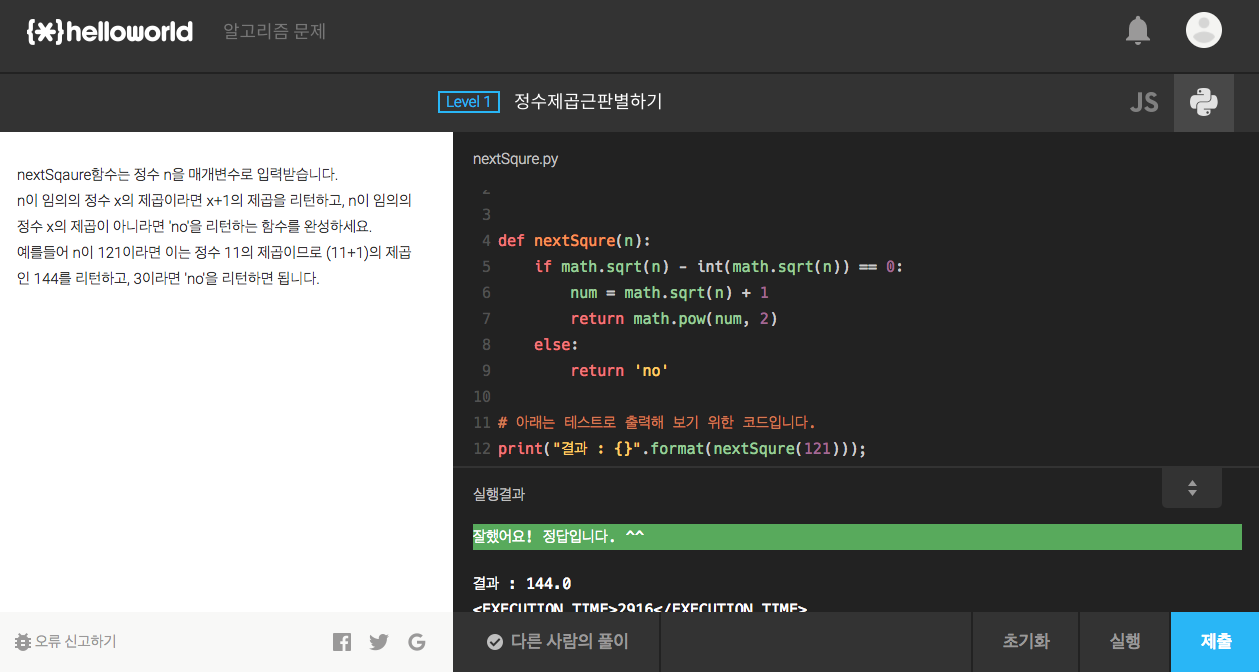 {*}helloworld 알고리즘 문제
Level 1 정수제곱근판별하기 JS
nextSqaure함수는 정수 n을 매개변수로 입력받습니다.
n이 임의의 정수 x의 제곱이라면 x+1의 제곱을 리턴하고, n이 임의의
정수 x의 제곱이 아니라면 'no'을 리턴하는 함수를 완성하세요.
예를들어 n이 121이라면 이는 정수 11의 제곱이므로 (11+1)의 제곱
인 144를 리턴하고, 3이라면 'no'을 리턴하면 됩니다.
nextSqure.py
2
3
4 def nextSqure(n):
5 if math.sqrt(n) - int(math.sqrt(n)) == 0:
6 num = math.sqrt(n) + 1
7 return math.pow(num, 2)
8 else:
9 return 'no'
10
11 # 아래는 테스트로 출력해 보기 위한 코드입니다.
12 print("결과 : {}".format(nextSqure(121)));
실행결과
잘했어요! 정답입니다. ^^
결과 : 144.0
<EXECUTION_TIME>2916</EXECUTION_TIME>
오류 신고하기
다른 사람의 풀이 초기화 실행 제출